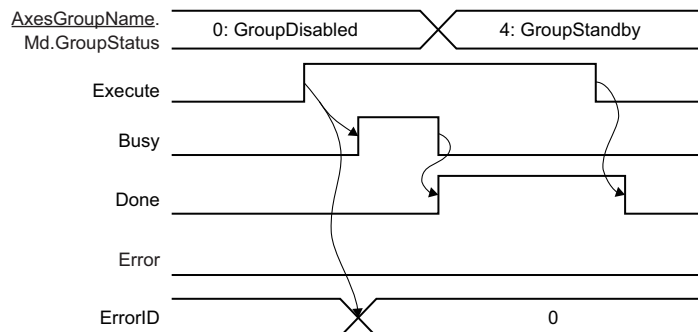 AxesGroupName.
Md.GroupStatus
0: GroupDisabled
4: GroupStandby
Execute
Busy
Done
Error
ErrorID
0